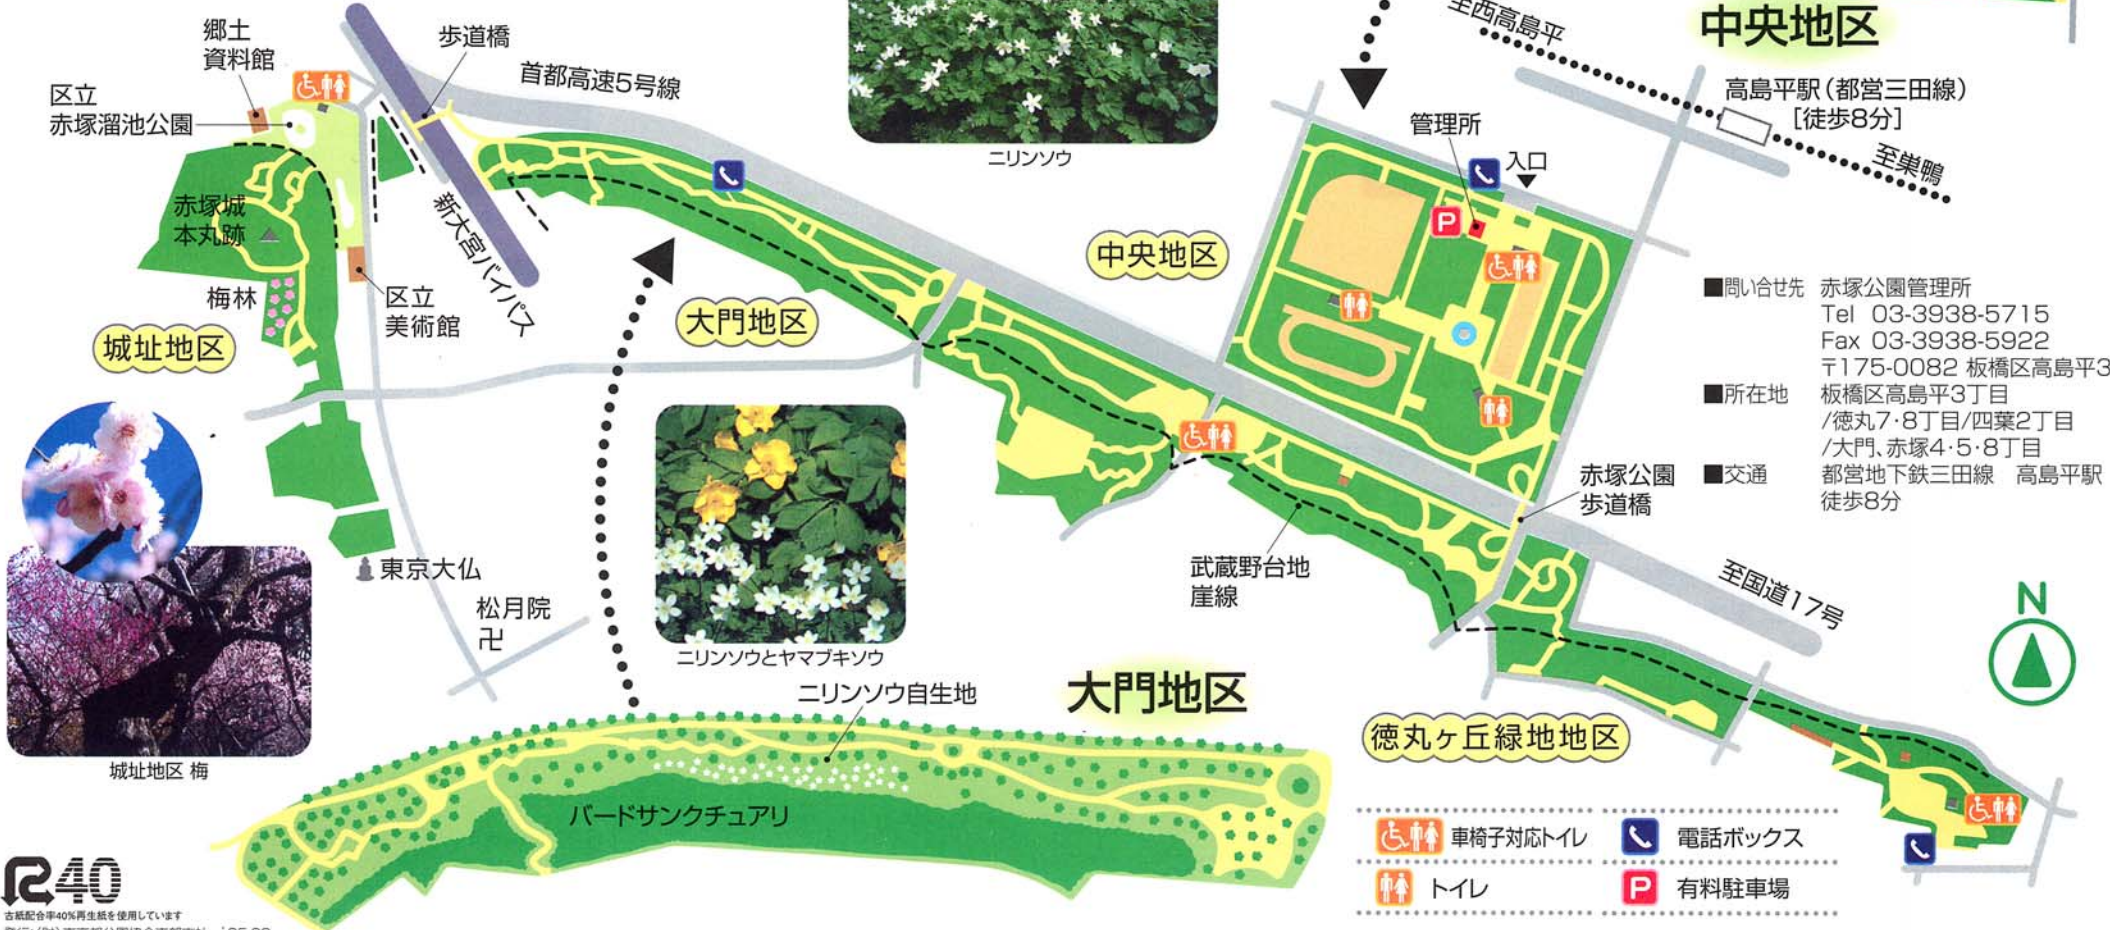 郷土
資料館
歩道橋
首都高速5号線
区立
赤塚溜池公園
赤塚城
本丸跡
梅林
区立
美術館
新大宮バイパス
城址地区
大門地区
ニリンソウ
至西高島平
中央地区
高島平駅(都営三田線)
[徒歩8分]
至巣鴨
管理所
入口
P
中央地区
■問い合せ先 赤塚公園管理所
Tel 03-3938-5715
Fax 03-3938-5922
〒175-0082 板橋区高島平3
■所在地 板橋区高島平3丁目
/徳丸7・8丁目/四葉2丁目
/大門、赤塚4・5・8丁目
■交通 都営地下鉄三田線 高島平駅
徒歩8分
赤塚公園
歩道橋
武蔵野台地
崖線
至国道17号
N
東京大仏
松月院
卍
城址地区 梅
ニリンソウとヤマブキソウ
ニリンソウ自生地
大門地区
バードサンクチュアリ
徳丸ヶ丘緑地地区
車椅子対応トイレ
電話ボックス
トイレ
P 有料駐車場
R40
古紙配合率40%再生紙を使用しています